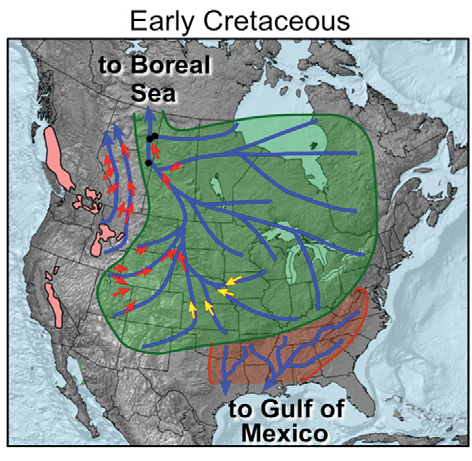 Early Cretaceous
to Boreal
Sea
to Gulf of
Mexico